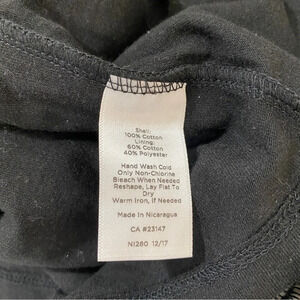 Shell:
100% Cotton
Lining:
60% Cotton
40% Polyester
Hand Wash Cold
Only Non-Chlorine
Bleach When Needed
Reshape, Lay Flat To
Dry
Warm Iron, if Needed
Made In Nicaragua
CA #23147
NI280 12/17